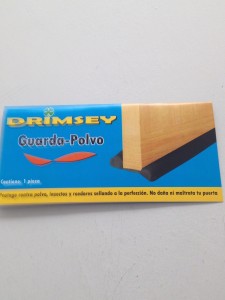 DRIMSEY
Guarda-Polvo
Contiene: 1 pieza
Protege contra polvo, insectos y roedores sellando a la perfección. No daña ni maltrata tu puerta.